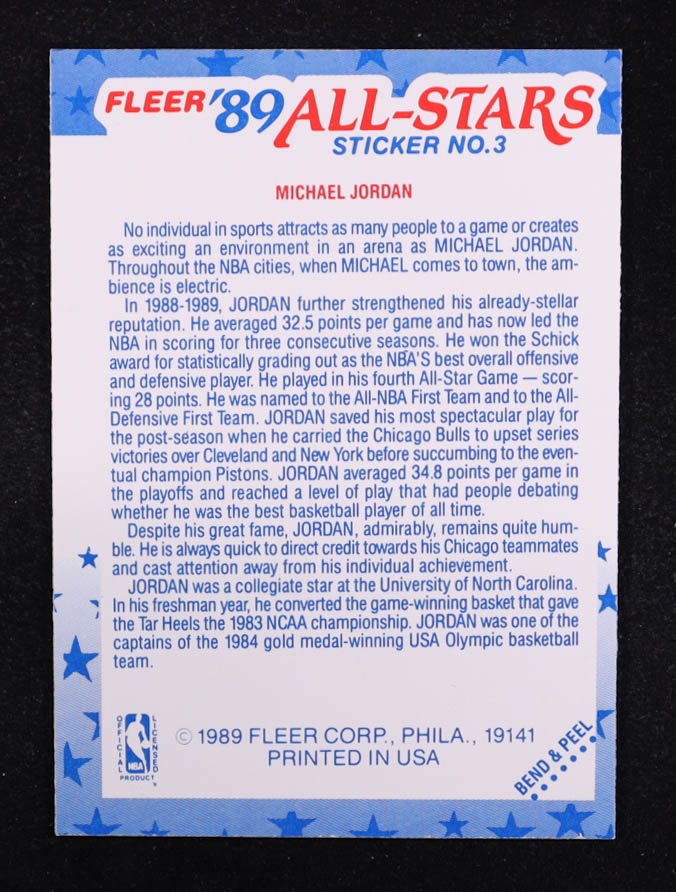 FLEER '89 ALL-STARS
STICKER NO.3
MICHAEL JORDAN
No individual in sports attracts as many people to a game or creates
as exciting an environment in an arena as MICHAEL JORDAN.
Throughout the NBA cities, when MICHAEL comes to town, the am-
bience is electric.
In 1988-1989, JORDAN further strengthened his already-stellar
reputation. He averaged 32.5 points per game and has now led the
NBA in scoring for three consecutive seasons. He won the Schick
award for statistically grading out as the NBA'S best overall offensive
and defensive player. He played in his fourth All-Star Game — scor-
ing 28 points. He was named to the All-NBA First Team and to the All-
Defensive First Team. JORDAN saved his most spectacular play for
the post-season when he carried the Chicago Bulls to upset series
victories over Cleveland and New York before succumbing to the even-
tual champion Pistons. JORDAN averaged 34.8 points per game in
the playoffs and reached a level of play that had people debating
whether he was the best basketball player of all time.
Despite his great fame, JORDAN, admirably, remains quite hum-
ble. He is always quick to direct credit towards his Chicago teammates
and cast attention away from his individual achievement.
JORDAN was a collegiate star at the University of North Carolina.
In his freshman year, he converted the game-winning basket that gave
the Tar Heels the 1983 NCAA championship. JORDAN was one of the
captains of the 1984 gold medal-winning USA Olympic basketball
team.
OFFICIAL LICENSED
NBA
PRODUCT
© 1989 FLEER CORP., PHILA., 19141
PRINTED IN USA
BEND & PEEL